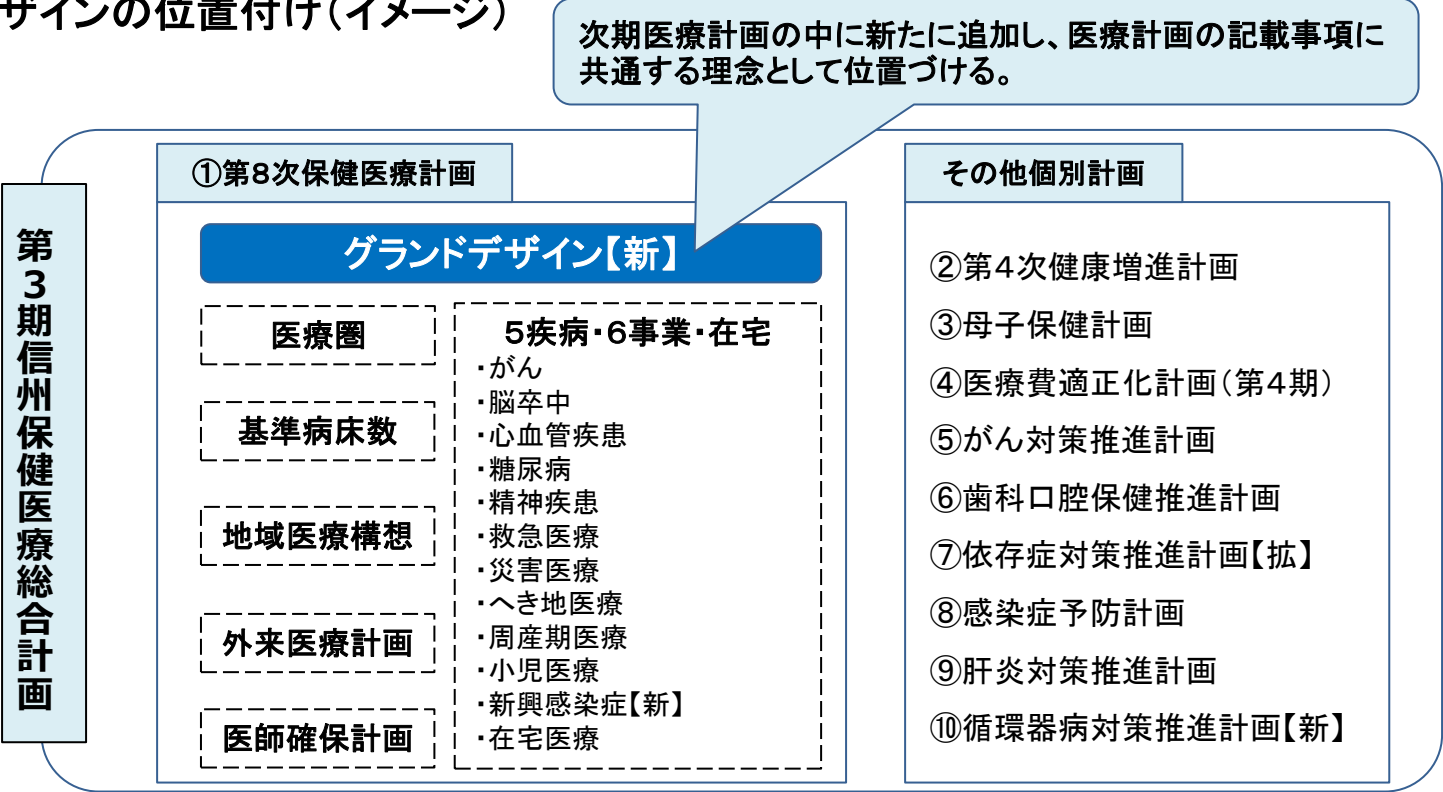 ザインの位置付け（イメージ）
次期医療計画の中に新たに追加し、医療計画の記載事項に
共通する理念として位置づける。
第３期信州保健医療総合計画
①第８次保健医療計画
グランドデザイン【新】
医療圏
基準病床数
地域医療構想
外来医療計画
医師確保計画
５疾病・６事業・在宅
・がん
・脳卒中
・心血管疾患
・糖尿病
・精神疾患
・救急医療
・災害医療
・へき地医療
・周産期医療
・小児医療
・新興感染症【新】
・在宅医療
その他個別計画
②第４次健康増進計画
③母子保健計画
④医療費適正化計画（第４期）
⑤がん対策推進計画
⑥歯科口腔保健推進計画
⑦依存症対策推進計画【拡】
⑧感染症予防計画
⑨肝炎対策推進計画
⑩循環器病対策推進計画【新】